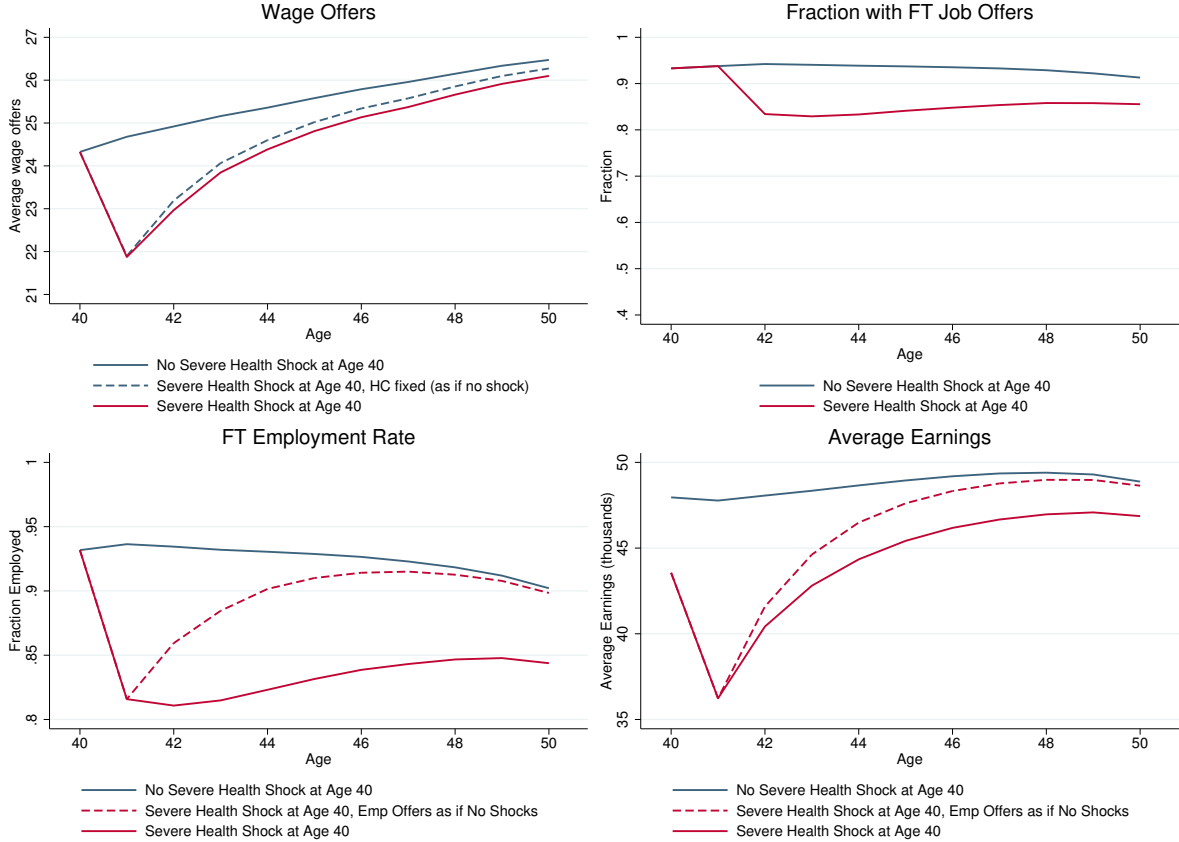 Wage Offers
Average wage offers
27
26
25
24
23
22
21
40 42 44 46 48 50
Age
No Severe Health Shock at Age 40
Severe Health Shock at Age 40, HC fixed (as if no shock)
Severe Health Shock at Age 40
Fraction with FT Job Offers
Fraction
1
.9
.8
.7
.6
.5
.4
40 42 44 46 48 50
Age
No Severe Health Shock at Age 40
Severe Health Shock at Age 40
FT Employment Rate
Fraction Employed
1
.95
.9
.85
.8
40 42 44 46 48 50
Age
No Severe Health Shock at Age 40
Severe Health Shock at Age 40, Emp Offers as if No Shocks
Severe Health Shock at Age 40
Average Earnings
Average Earnings (thousands)
50
45
40
35
40 42 44 46 48 50
Age
No Severe Health Shock at Age 40
Severe Health Shock at Age 40, Emp Offers as if No Shocks
Severe Health Shock at Age 40